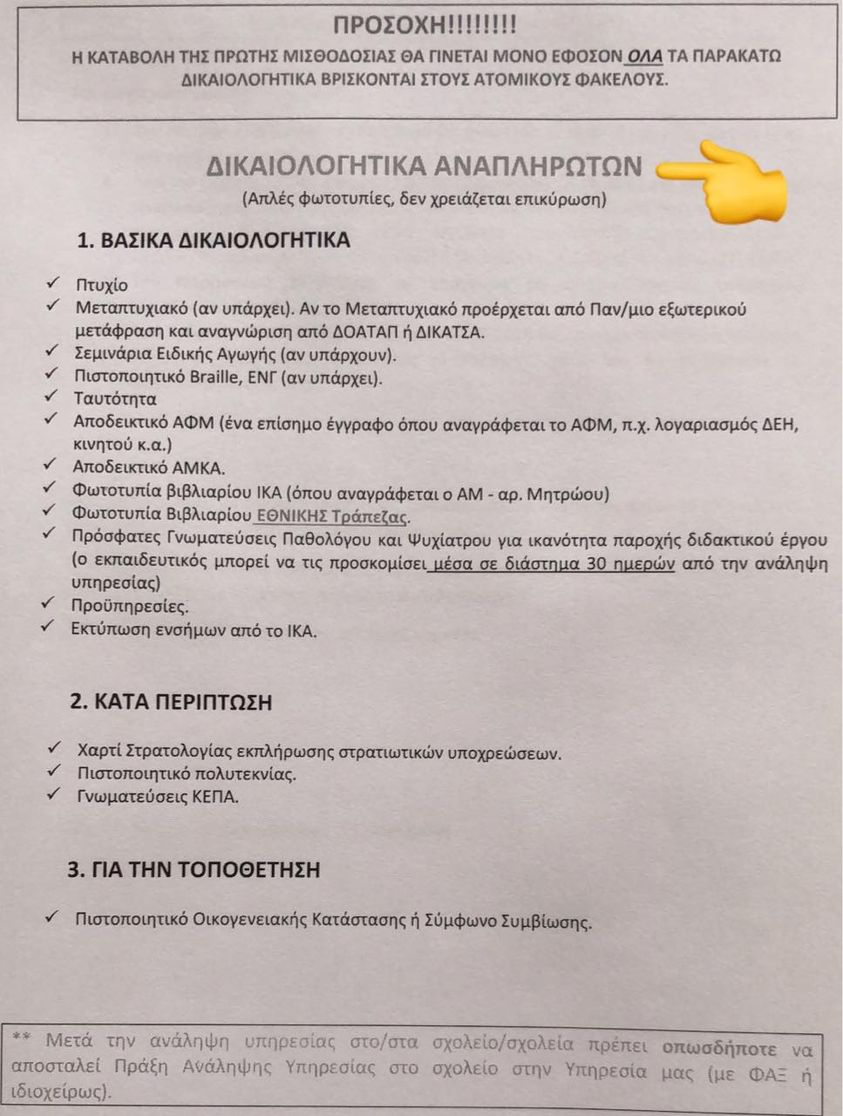 ΠΡΟΣΟΧΗ!!!!!!!!
Η ΚΑΤΑΒΟΛΗ ΤΗΣ ΠΡΩΤΗΣ ΜΙΣΘΟΔΟΣΙΑΣ ΘΑ ΓΙΝΕΤΑΙ ΜΟΝΟ ΕΦΟΣΟΝ ΟΛΑ ΤΑ ΠΑΡΑΚΑΤΩ
ΔΙΚΑΙΟΛΟΓΗΤΙΚΑ ΒΡΙΣΚΟΝΤΑΙ ΣΤΟΥΣ ΑΤΟΜΙΚΟΥΣ ΦΑΚΕΛΟΥΣ.
ΔΙΚΑΙΟΛΟΓΗΤΙΚΑ ΑΝΑΠΛΗΡΩΤΩΝ
(Απλές φωτοτυπίες, δεν χρειάζεται επικύρωση)
1. ΒΑΣΙΚΑ ΔΙΚΑΙΟΛΟΓΗΤΙΚΑ
✓ Πτυχίο
✓ Μεταπτυχιακό (αν υπάρχει). Αν το Μεταπτυχιακό προέρχεται από Παν/μιο εξωτερικού
μετάφραση και αναγνώριση από ΔΟΑΤΑΠ ή ΔΙΚΑΤΣΑ.
✓ Σεμινάρια Ειδικής Αγωγής (αν υπάρχουν).
✓ Πιστοποιητικό Braille, ΕΝΓ (αν υπάρχει).
✓ Ταυτότητα
✓ Αποδεικτικό ΑΦΜ (ένα επίσημο έγγραφο όπου αναγράφεται το ΑΦΜ, π.χ. λογαριασμός ΔΕΗ,
κινητού κ.α.)
✓ Αποδεικτικό ΑΜΚΑ.
✓ Φωτοτυπία βιβλιαρίου ΙΚΑ (όπου αναγράφεται ο ΑΜ - αρ. Μητρώου)
✓ Φωτοτυπία Βιβλιαρίου ΕΘΝΙΚΗΣ Τράπεζας.
✓ Πρόσφατες Γνωματεύσεις Παθολόγου και Ψυχίατρου για ικανότητα παροχής διδακτικού έργου
(ο εκπαιδευτικός μπορεί να τις προσκομίσει μέσα σε διάστημα 30 ημερών από την ανάληψη
υπηρεσίας)
✓ Προϋπηρεσίες.
✓ Εκτύπωση ενσήμων από το ΙΚΑ.
2. ΚΑΤΑ ΠΕΡΙΠΤΩΣΗ
✓ Χαρτί Στρατολογίας εκπλήρωσης στρατιωτικών υποχρεώσεων.
✓ Πιστοποιητικό πολυτεκνίας.
✓ Γνωματεύσεις ΚΕΠΑ.
3. ΓΙΑ ΤΗΝ ΤΟΠΟΘΕΤΗΣΗ
✓ Πιστοποιητικό Οικογενειακής Κατάστασης ή Σύμφωνο Συμβίωσης.
** Μετά την ανάληψη υπηρεσίας στο/στα σχολείο/σχολεία πρέπει οπωσδήποτε να
αποσταλεί Πράξη Ανάληψης Υπηρεσίας στο σχολείο στην Υπηρεσία μας (με ΦΑΞ ή
ιδιοχείρως).